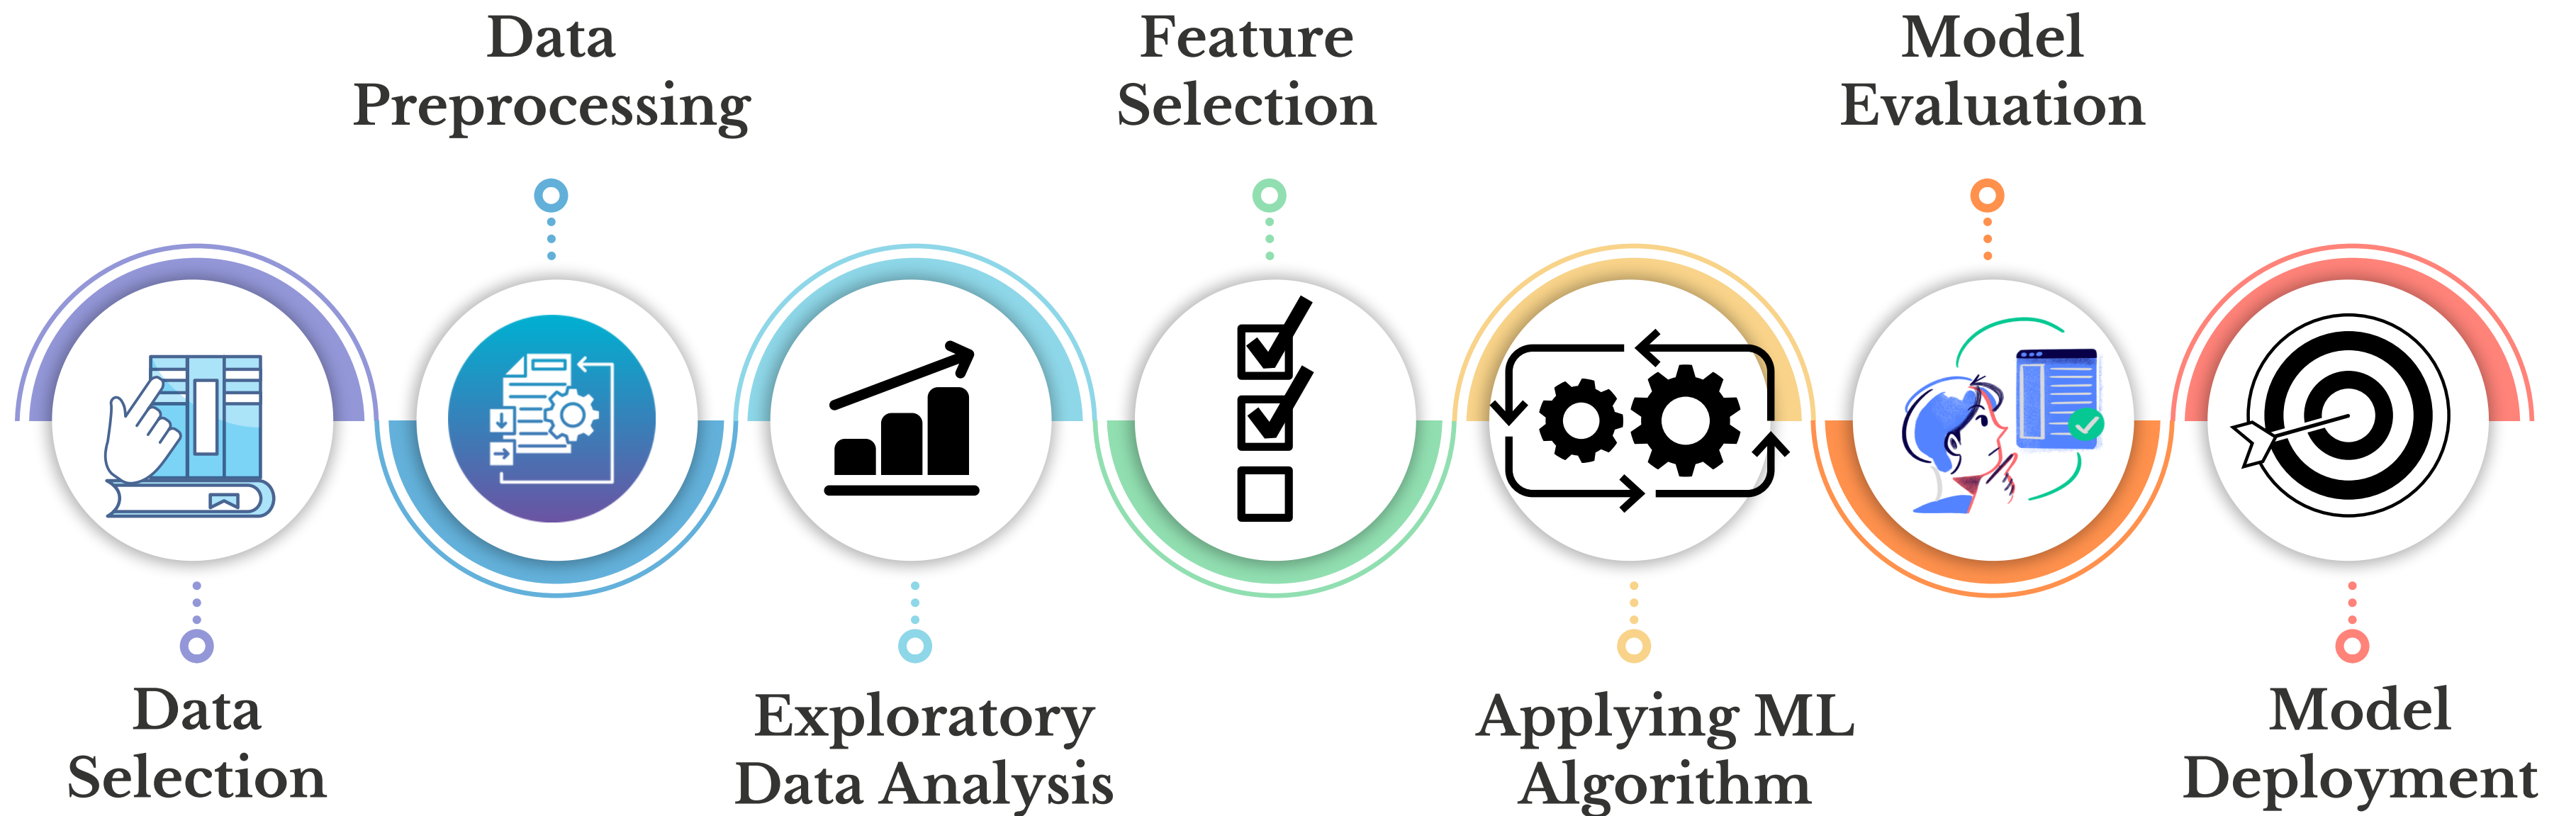 Data
Preprocessing
Feature
Selection
Model
Evaluation
Data
Selection
Exploratory
Data Analysis
Applying ML
Algorithm
Model
Deployment